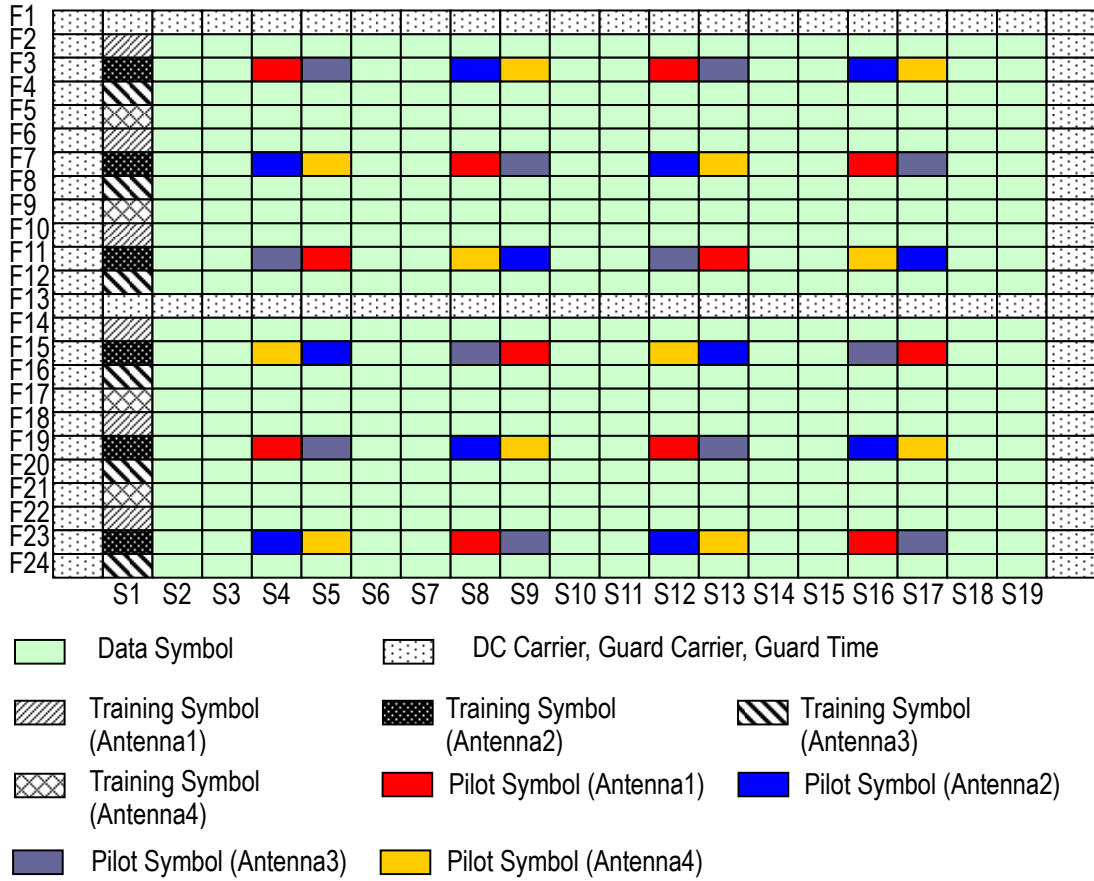 F1
F2
F3
F4
F5
F6
F7
F8
F9
F10
F11
F12
F13
F14
F15
F16
F17
F18
F19
F20
F21
F22
F23
F24
S1 S2 S3 S4 S5 S6 S7 S8 S9 S10 S11 S12 S13 S14 S15 S16 S17 S18 S19
Data Symbol
DC Carrier, Guard Carrier, Guard Time
Training Symbol
(Antenna1)
Training Symbol
(Antenna2)
Training Symbol
(Antenna3)
Training Symbol
(Antenna4)
Pilot Symbol (Antenna1)
Pilot Symbol (Antenna2)
Pilot Symbol (Antenna3)
Pilot Symbol (Antenna4)